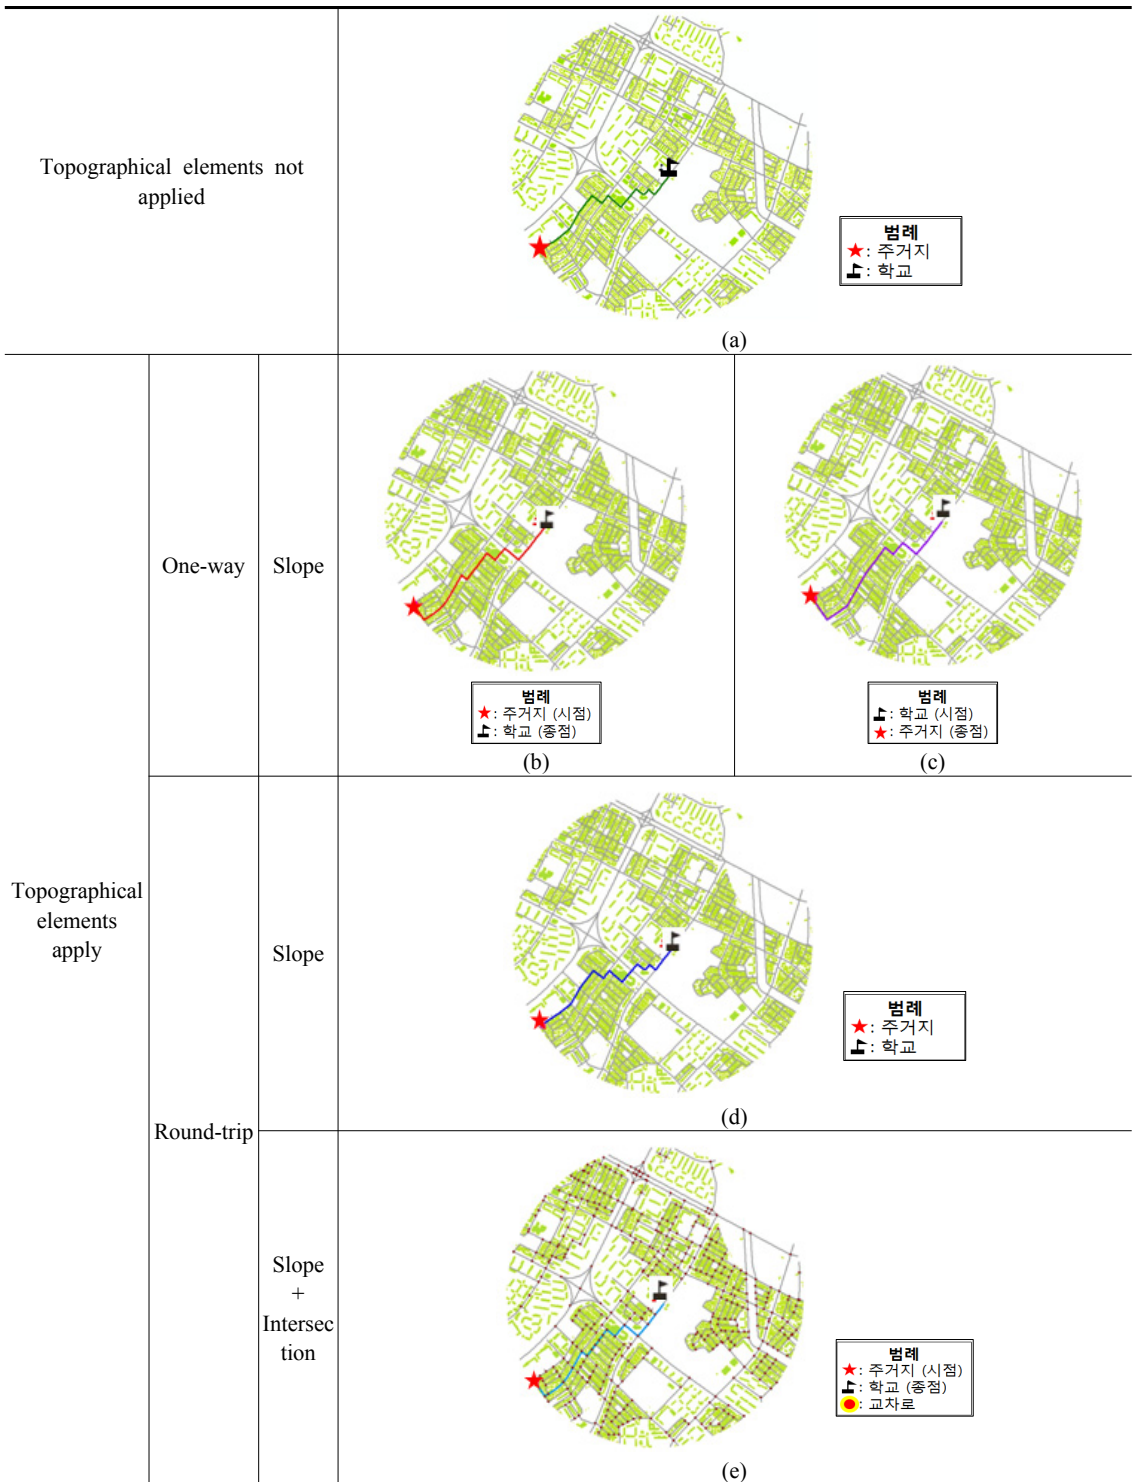 Topographical elements not
applied
범례
★: 주거지
: 학교
(a)
Topographical
elements
apply
One-way
Slope
범례
★: 주거지 (시점)
: 학교 (종점)
(b)
범례
: 학교 (시점)
★: 주거지 (종점)
(c)
Round-trip
Slope
범례
★: 주거지
: 학교
(d)
Slope
+
Intersec
tion
범례
★: 주거지 (시점)
: 학교 (종점)
: 교차로
(e)